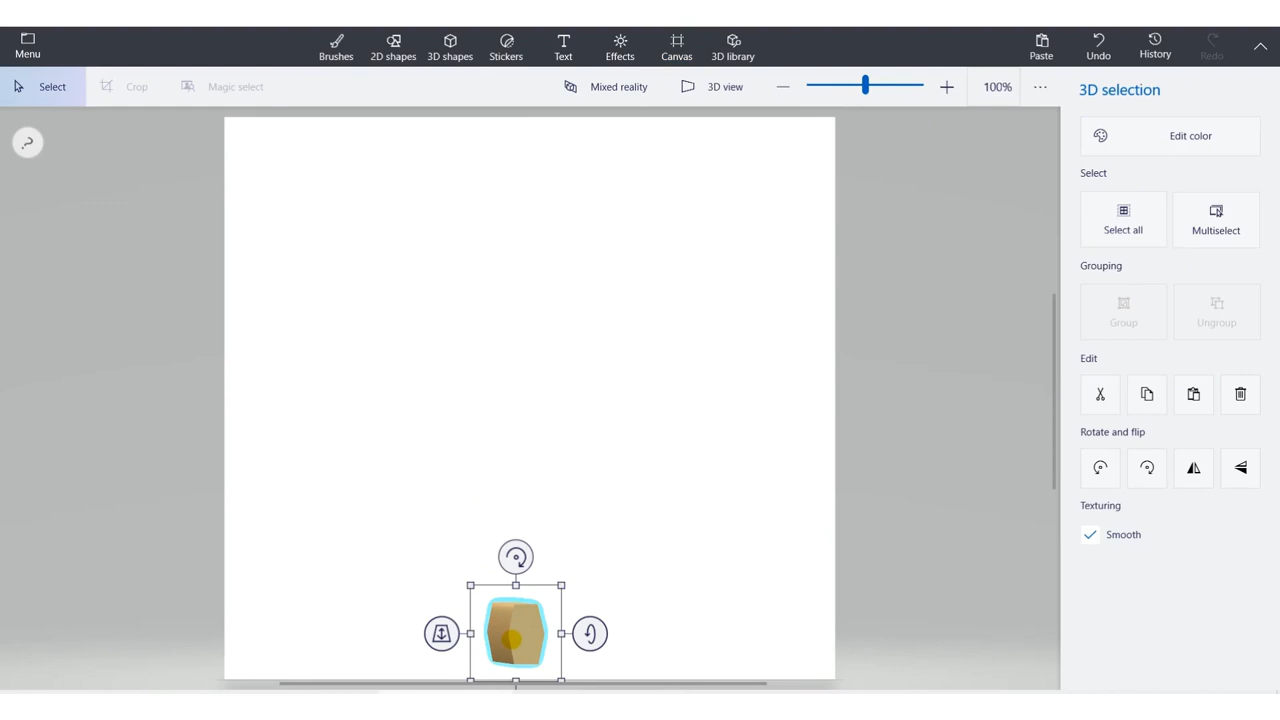 Menu
Brushes
2D shapes
3D shapes
Stickers
Text
Effects
Canvas
3D library
Paste
Undo
History
Redo
Select
Crop
Magic select
Mixed reality
3D view
100%
3D selection
Edit color
Select
Select all
Multiselect
Grouping
Group
Ungroup
Edit
Rotate and flip
Texturing
Smooth